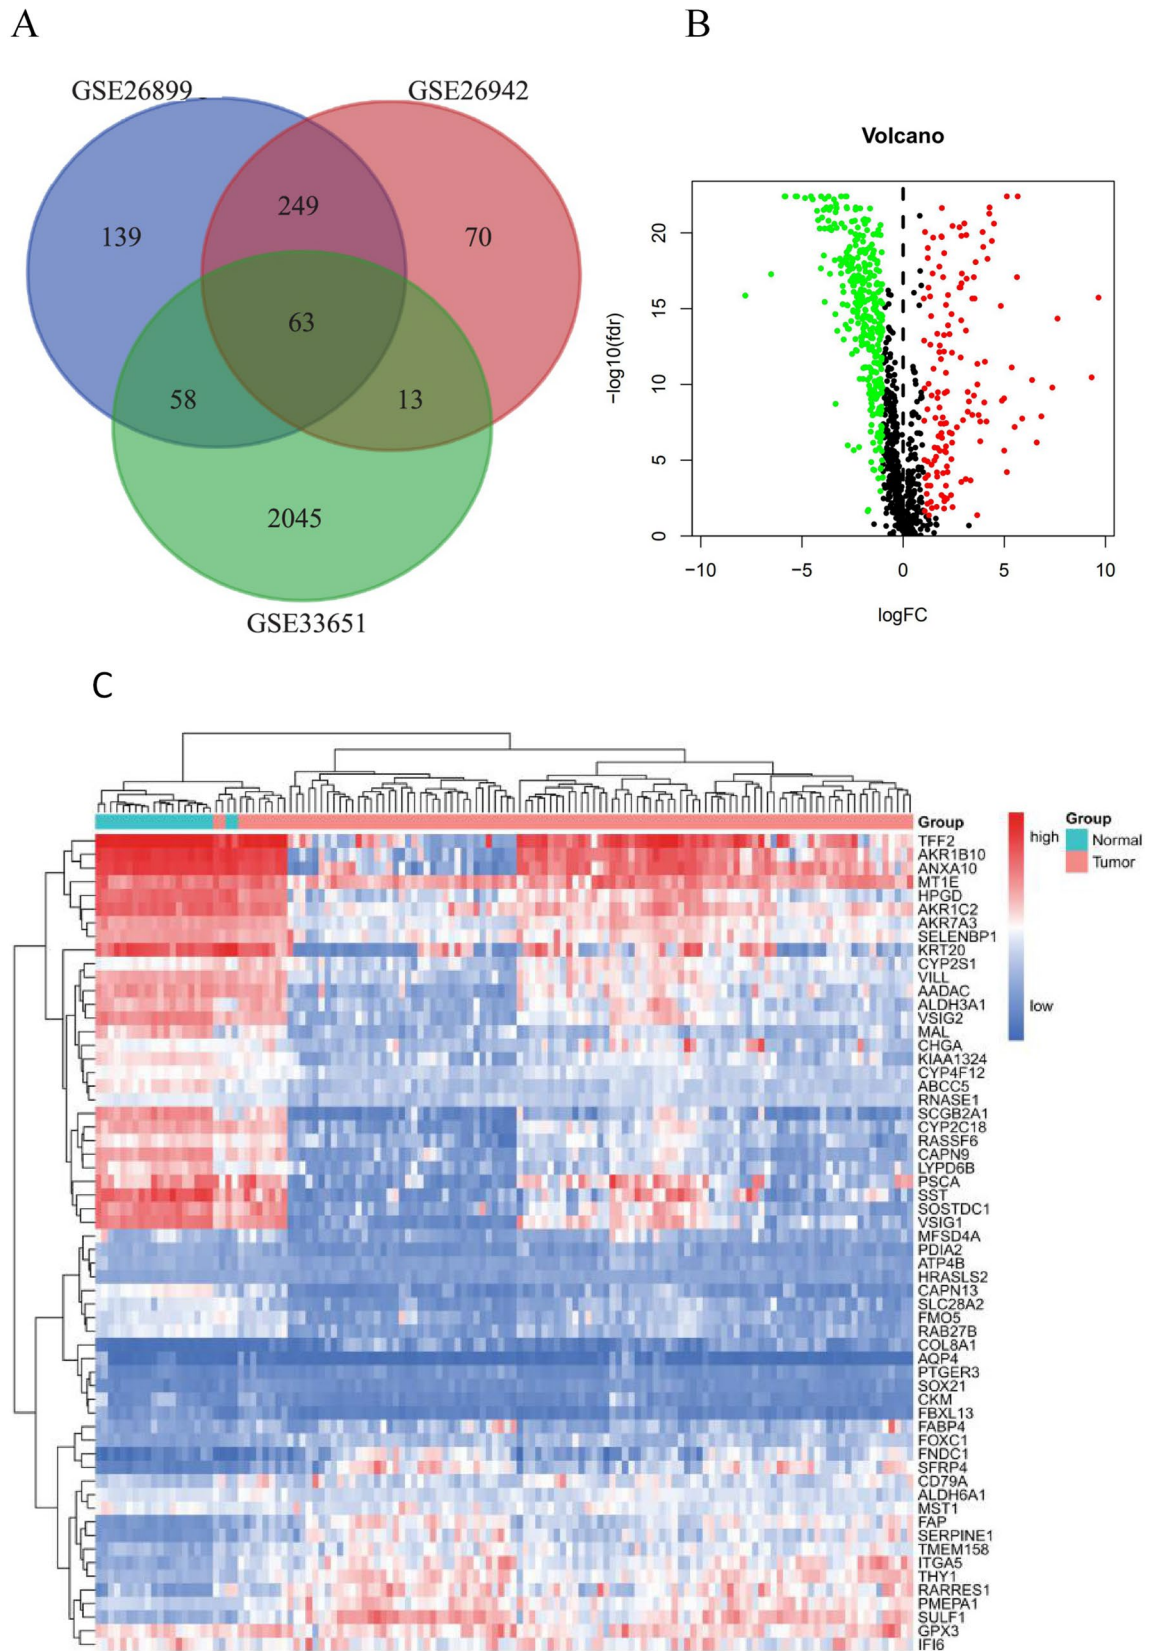 A
B
GSE26899
GSE26942
249
139
70
63
58
13
2045
GSE33651
Volcano
−log10(fdr)
20
15
10
5
0
−10
−5
0
5
10
logFC
C
Group
TFF2
AKR1B10
ANXA10
MT1E
HPGD
AKR1C2
AKR7A3
SELENBP1
KRT20
CYP2S1
VILL
AADAC
ALDH3A1
VSIG2
MAL
CHGA
KIAA1324
CYP4F12
ABCC5
RNASE1
SCGB2A1
CYP2C18
RASSF6
CAPN9
LYPD6B
PSCA
SST
SOSTDC1
VSIG1
MFSD4A
PDIA2
ATP4B
HRASLS2
CAPN13
SLC28A2
FMO5
RAB27B
COL8A1
AQP4
PTGER3
SOX21
CKM
FBXL13
FABP4
FOXC1
FNDC1
SFRP4
CD79A
ALDH6A1
MST1
FAP
SERPINE1
TMEM158
ITGA5
THY1
RARRES1
PMEPA1
SULF1
GPX3
IFI6
high
low
Group
Normal
Tumor